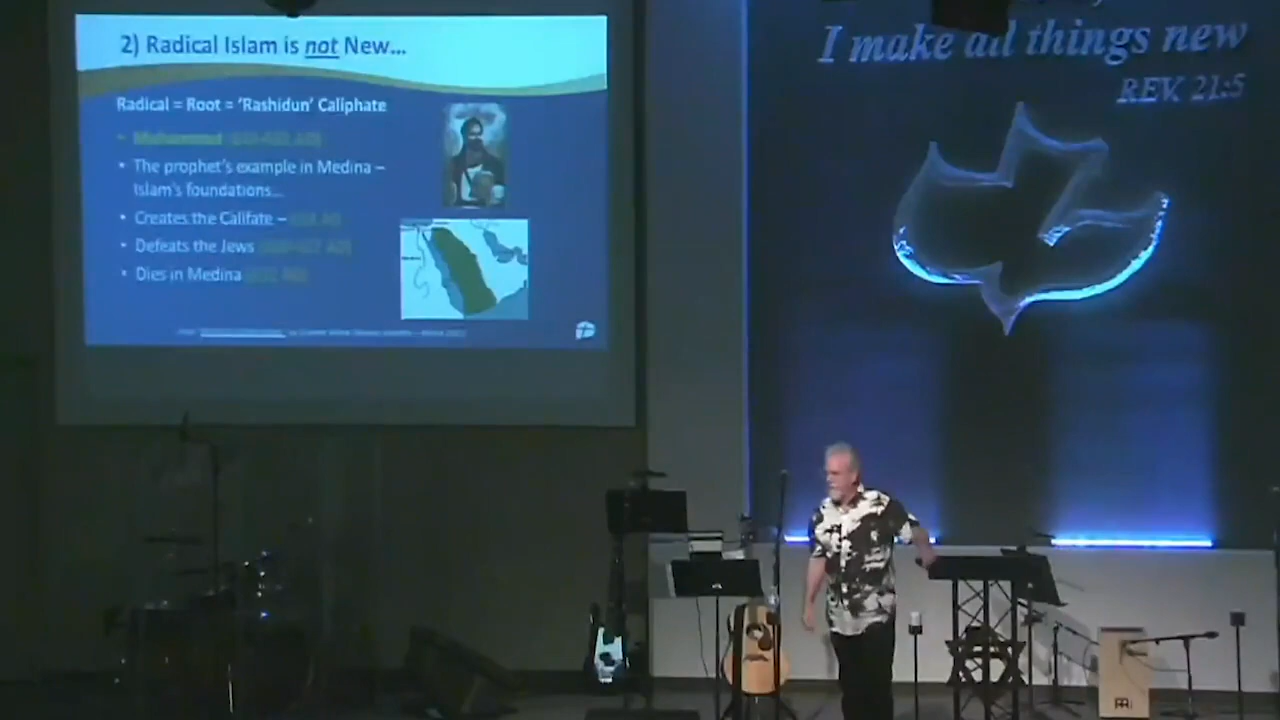 2) Radical Islam is not New...
Radical = Root = 'Rashidun' Caliphate
• Mohammed
• The prophet's example in Medina –
Islam's foundations...
• Creates the Califate –
• Defeats the Jews
• Dies in Medina
I make all things new
REV. 21:5